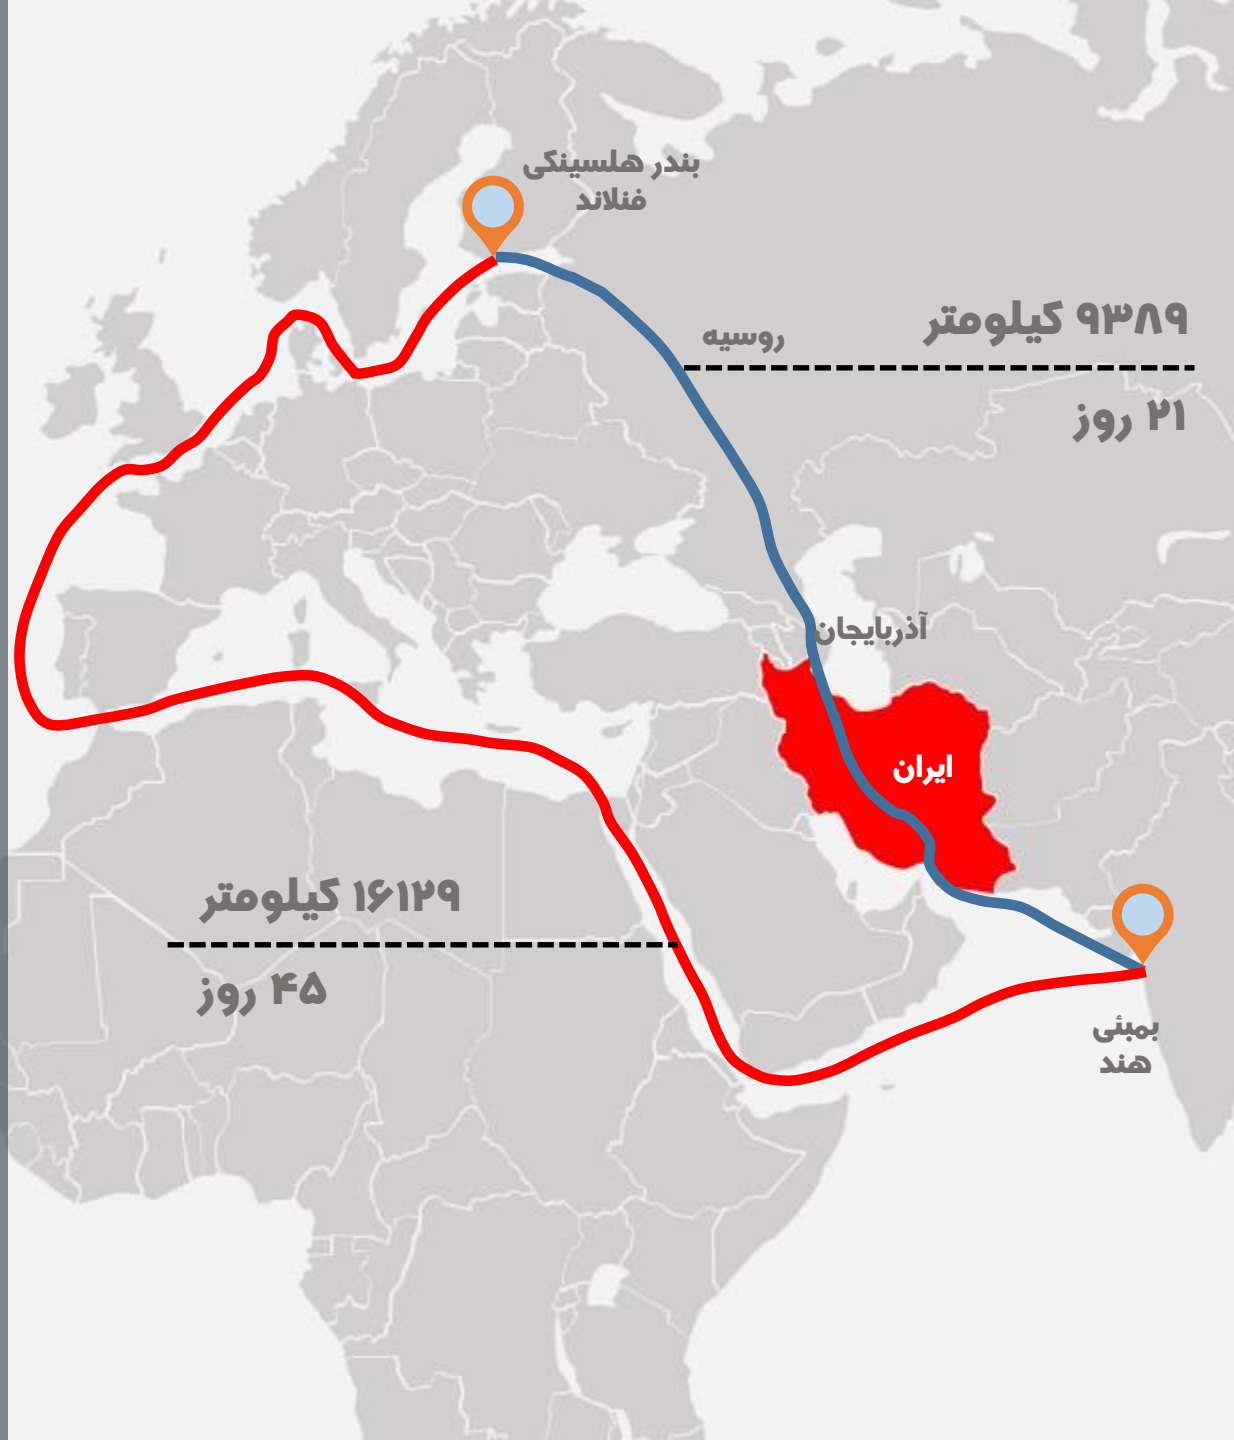 بندر هلسینکی
فنلاند
۹۳۸۹ کیلومتر
روسیه
۲۱ روز
آذربایجان
ایران
۱۶۱۲۹ کیلومتر
۴۵ روز
بمبئی
هند